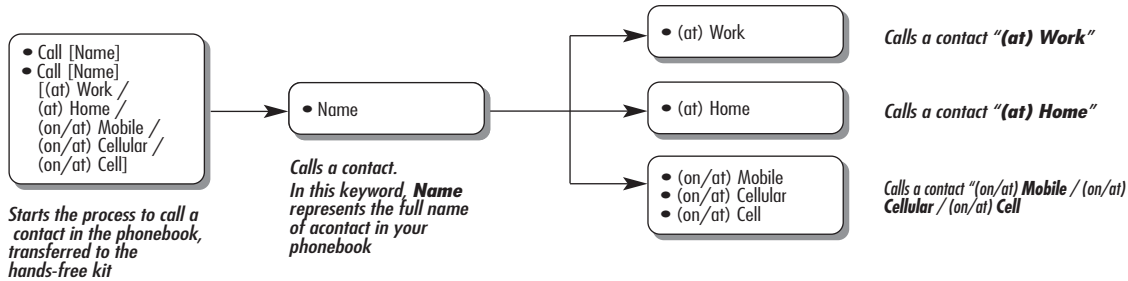 • Call [Name]
• Call [Name]
[(at) Work /
(at) Home /
(on/at) Mobile /
(on/at) Cellular /
(on/at) Cell]
Starts the process to call a
contact in the phonebook,
transferred to the
hands-free kit
• Name
Calls a contact.
In this keyword, Name
represents the full name
of acontact in your
phonebook
• (at) Work
Calls a contact “(at) Work”
• (at) Home
Calls a contact “(at) Home”
• (on/at) Mobile
• (on/at) Cellular
• (on/at) Cell
Calls a contact “(on/at) Mobile / (on/at)
Cellular / (on/at) Cell